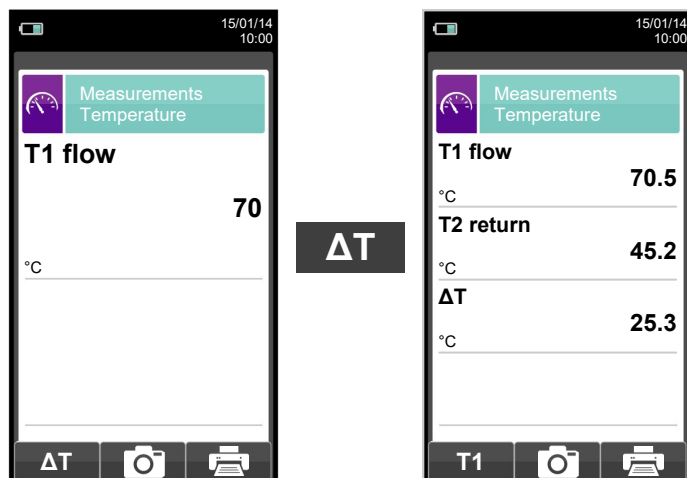 15/01/14
10:00
Measurements
Temperature
T1 flow
70
°C
ΔT
ΔT
15/01/14
10:00
Measurements
Temperature
T1 flow
70.5
°C
T2 return
45.2
°C
ΔT
25.3
°C
T1